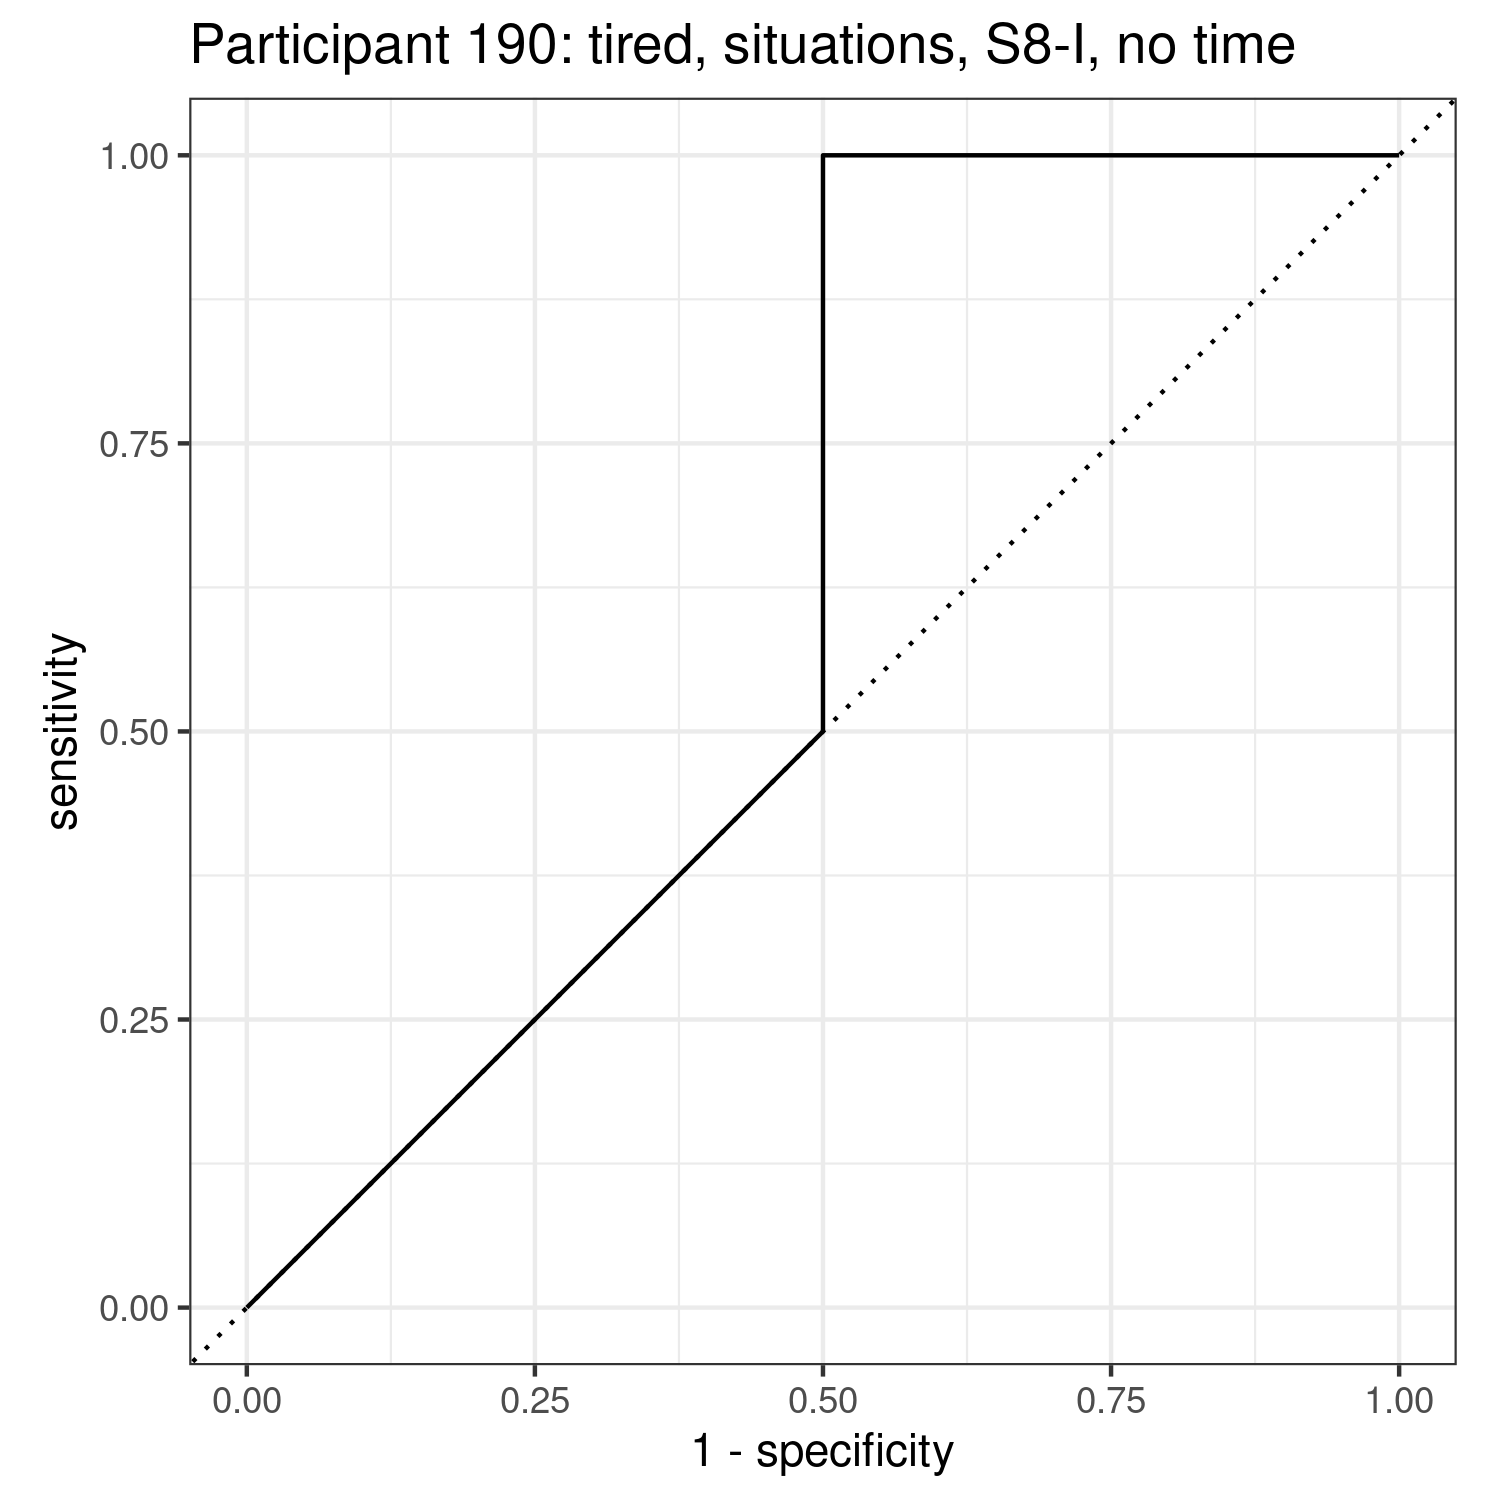 Participant 190: tired, situations, S8-I, no time
1.00
0.75
0.50
0.25
0.00
sensitivity
0.00 0.25 0.50 0.75 1.00
1 - specificity